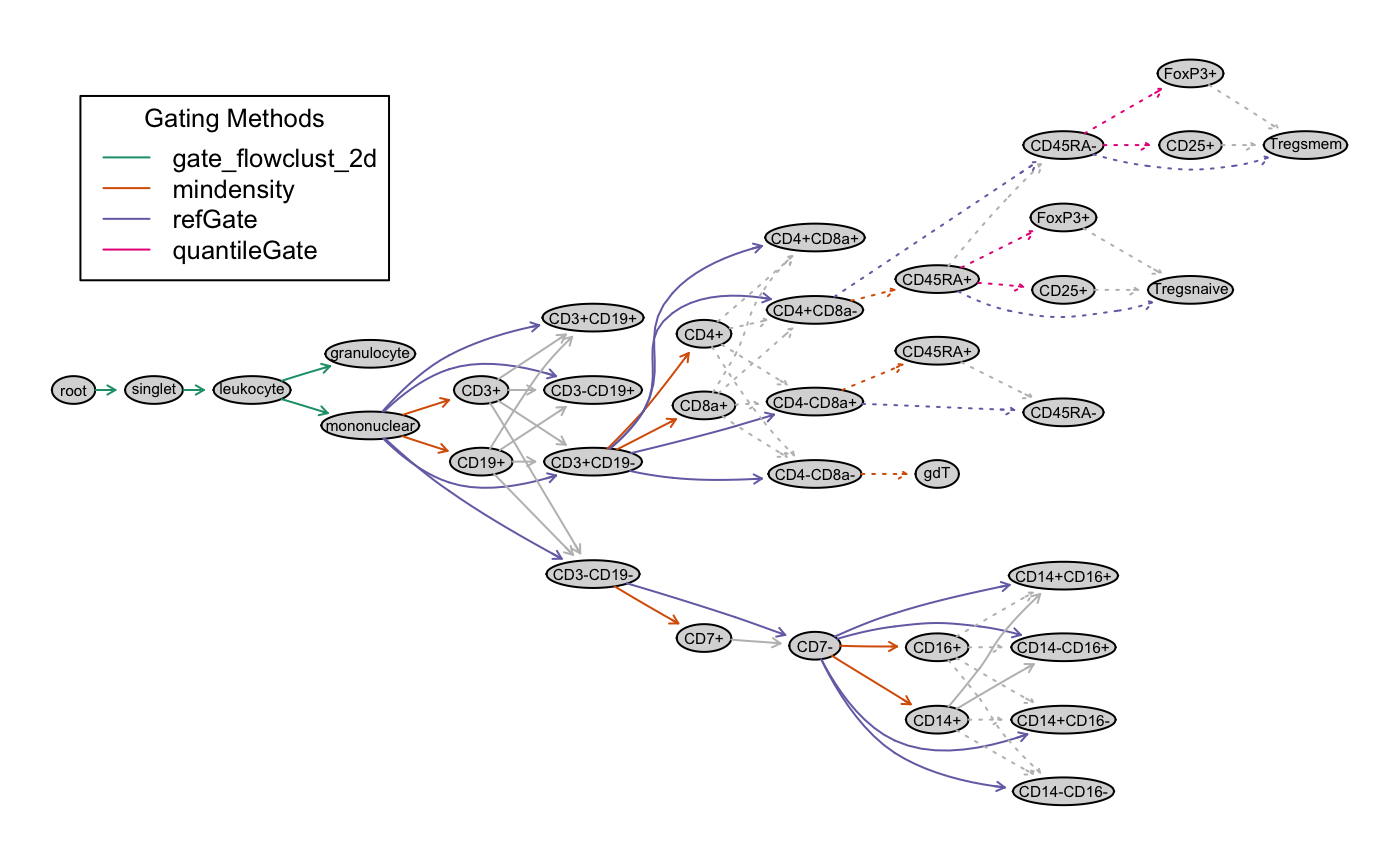 Gating Methods
gate_flowclust_2d
mindensity
refGate
quantileGate
root
singlet
leukocyte
granulocyte
mononuclear
CD3+
CD19+
CD3+CD19+
CD3-CD19+
CD3+CD19-
CD3-CD19-
CD4+
CD8a+
CD7+
CD4+CD8a+
CD4+CD8a-
CD4-CD8a+
CD4-CD8a-
CD7-
CD45RA+
CD45RA+
gdT
CD16+
CD14+
CD45RA-
FoxP3+
CD25+
CD45RA-
CD14+CD16+
CD14-CD16+
CD14+CD16-
CD14-CD16-
FoxP3+
CD25+
Tregsnaive
Tregsmem